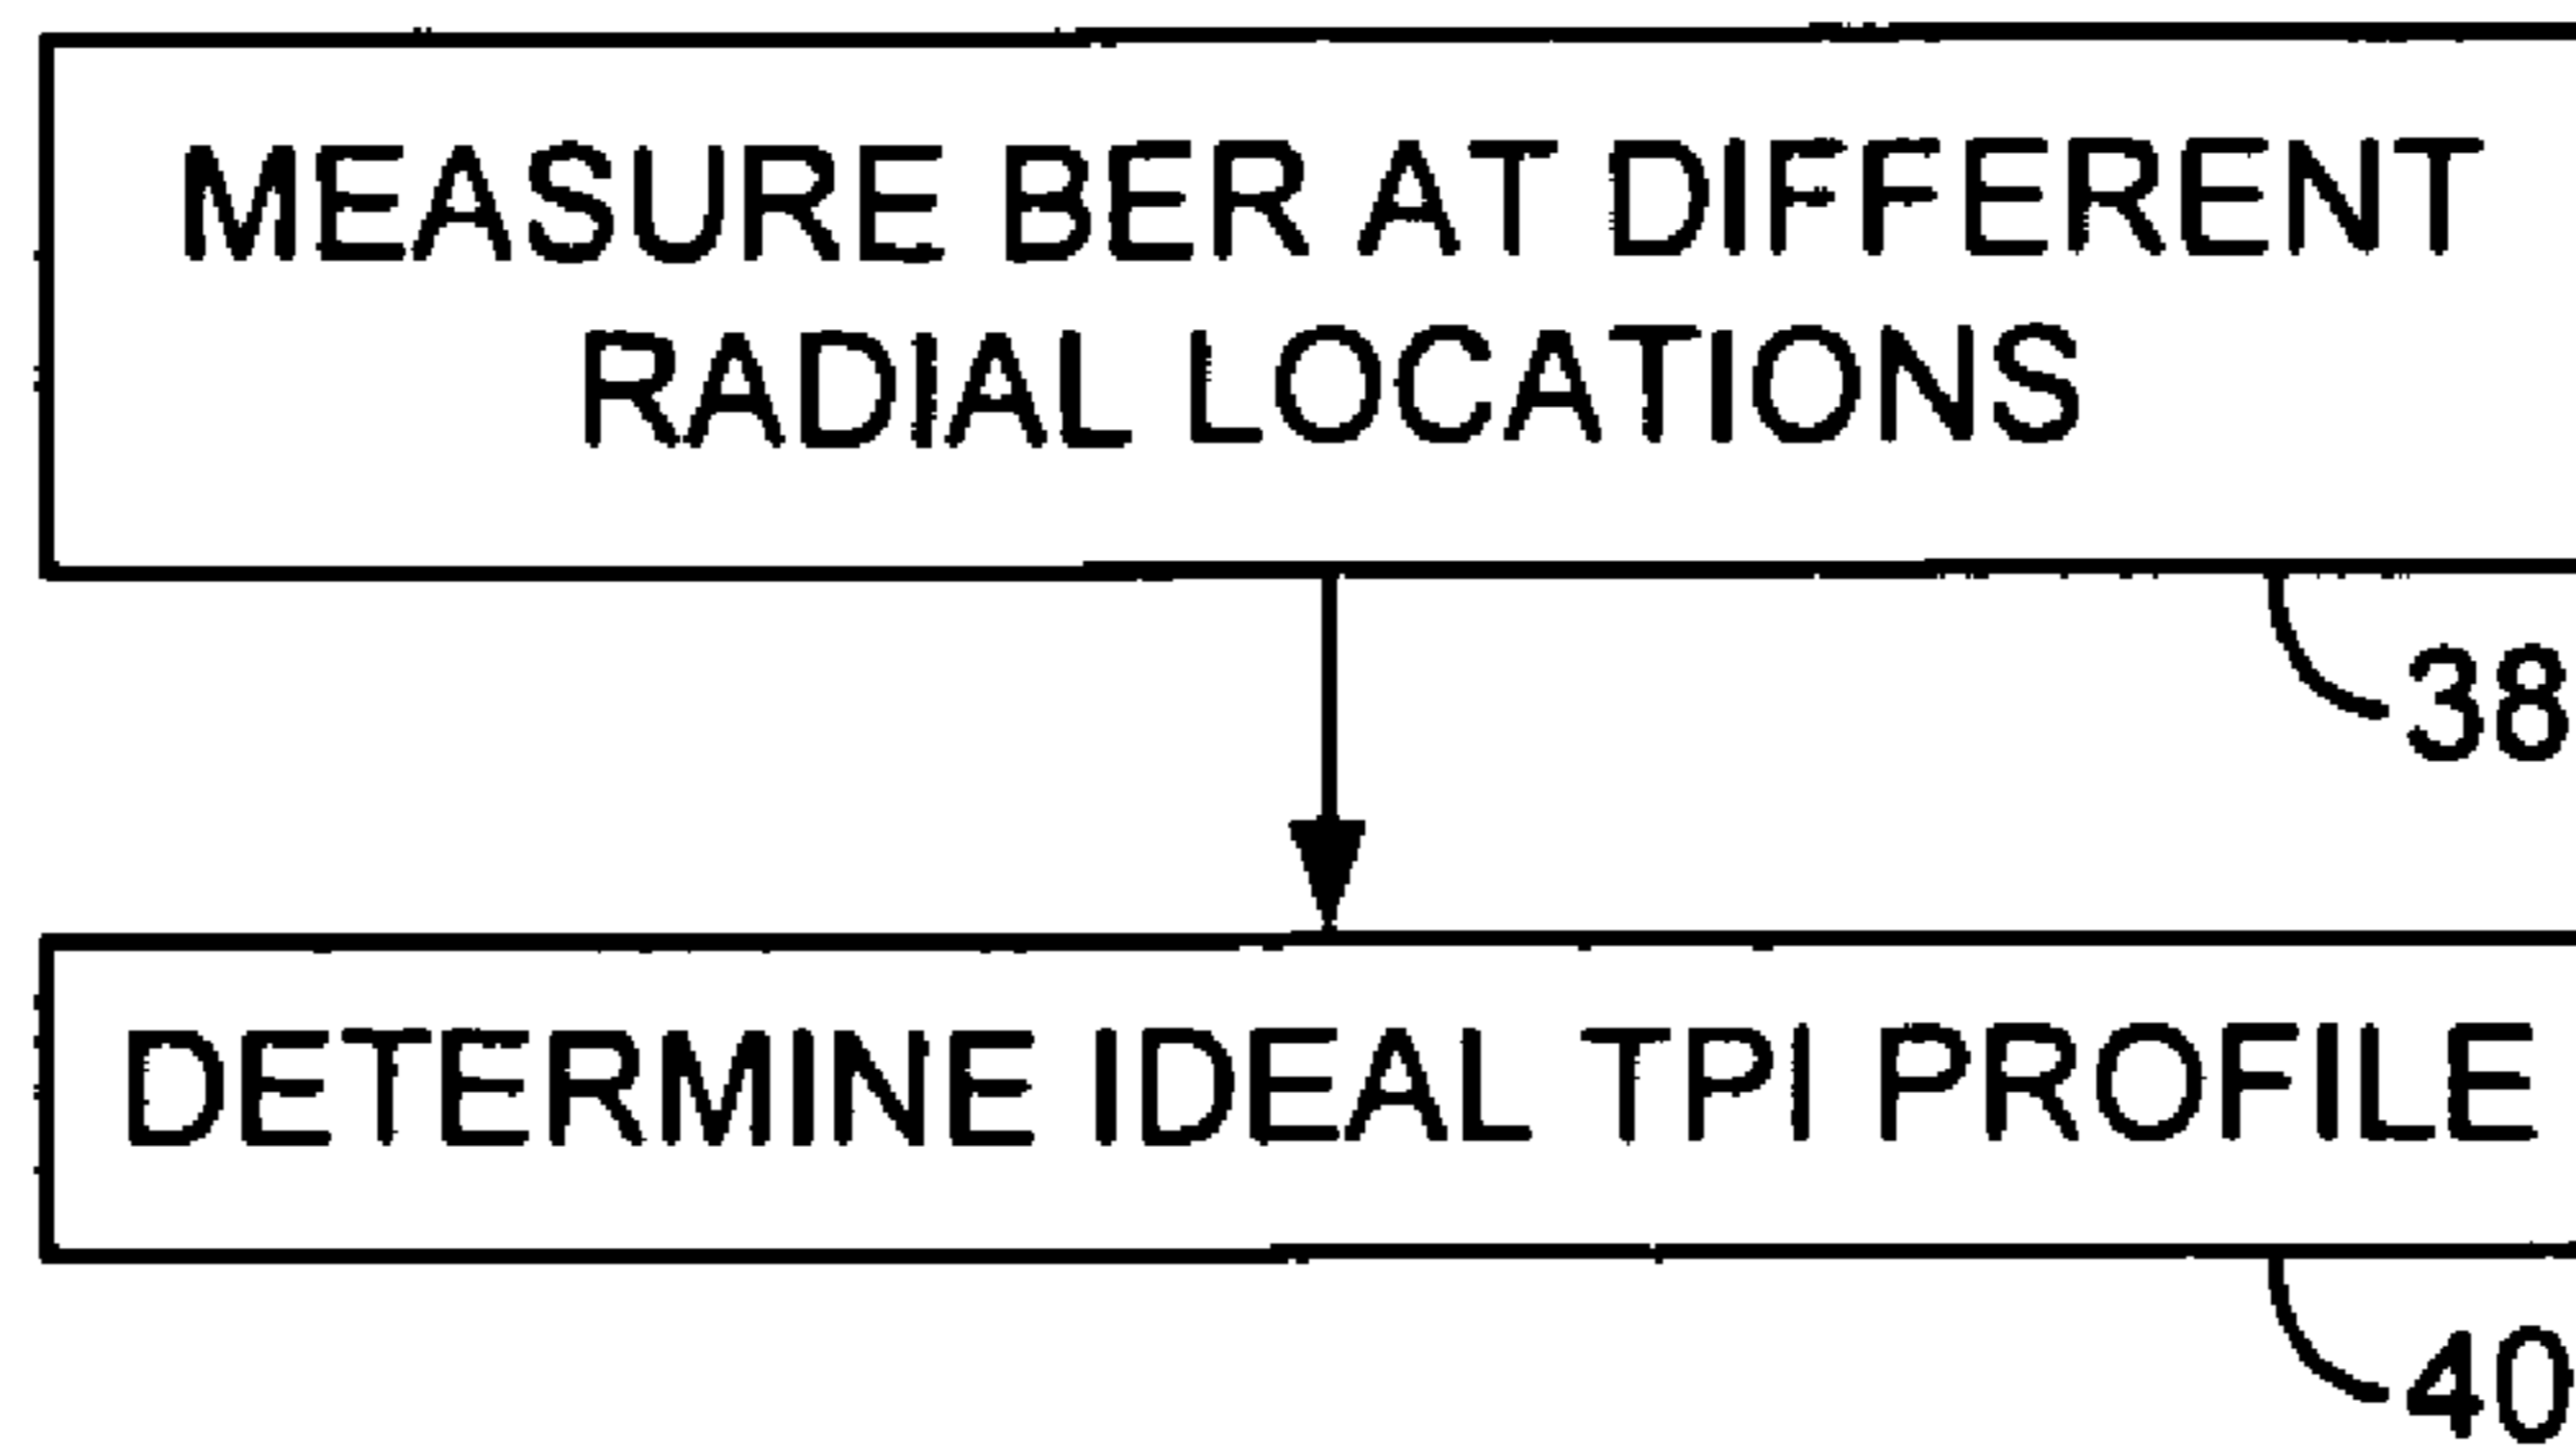 MEASURE BER AT DIFFERENT
RADIAL LOCATIONS
38
DETERMINE IDEAL TPI PROFILE
40